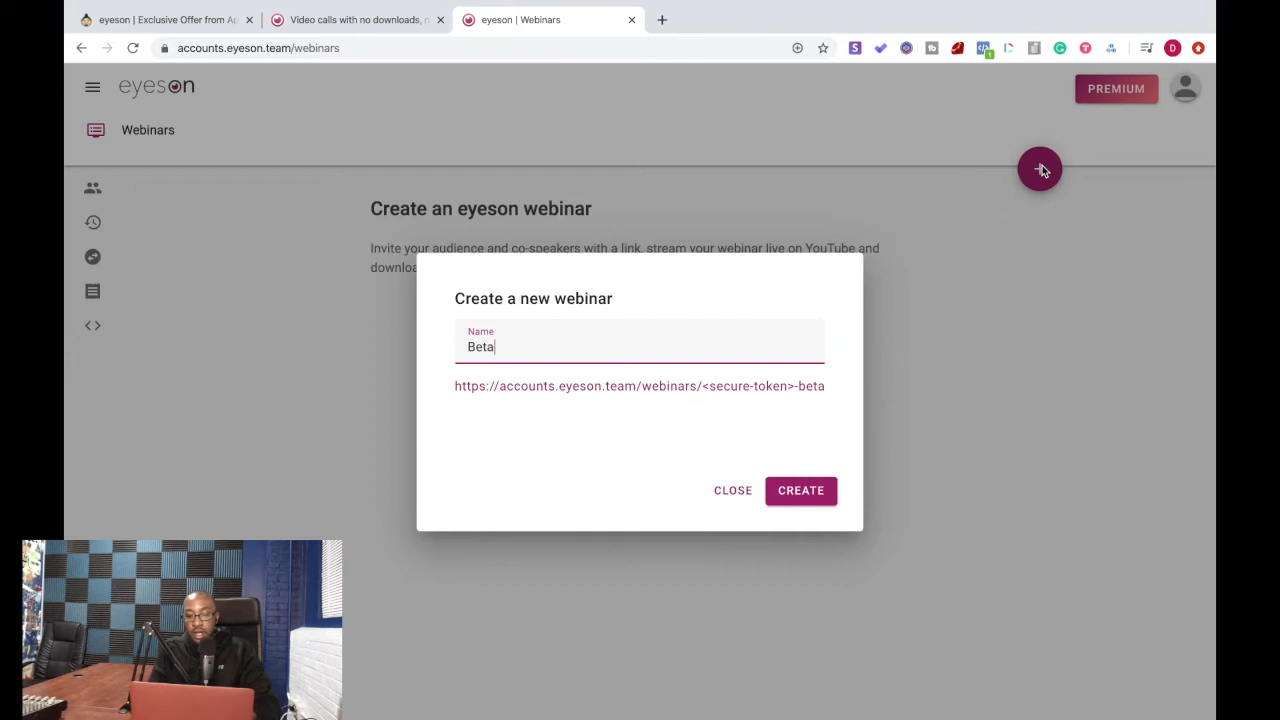 eyeson | Exclusive Offer from Ap
Video calls with no downloads, n
eyeson | Webinars
accounts.eyeson.team/webinars
D
eyeson
PREMIUM
Webinars
Create an eyeson webinar
Invite your audience and co-speakers with a link, stream your webinar live on YouTube and
downloa
Create a new webinar
Name
Beta
https://accounts.eyeson.team/webinars/<secure-token>-beta
CLOSE
CREATE